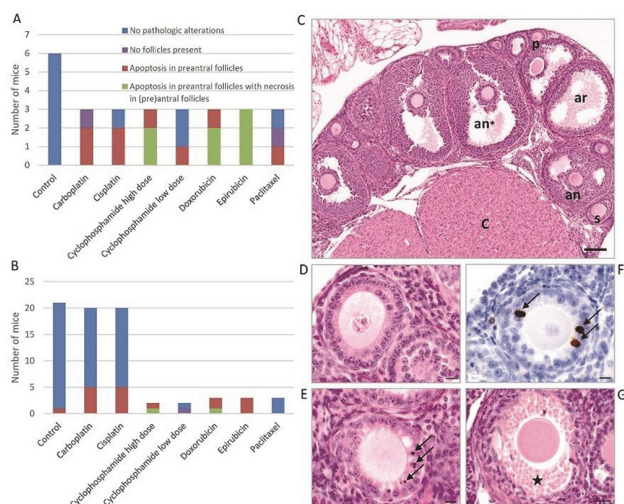 A
No pathologic alterations
No follicles present
Apoptosis in preantral follicles
Apoptosis in preantral follicles with necrosis
in (pre)antral follicles
Number of mice
7
6
5
4
3
2
1
0
Control
Carboplatin
Cisplatin
Cyclophosphamide high dose
Cyclophosphamide low dose
Doxorubicin
Epirubicin
Paclitaxel
B
Number of mice
25
20
15
10
5
0
Control
Carboplatin
Cisplatin
Cyclophosphamide high dose
Cyclophosphamide low dose
Doxorubicin
Epirubicin
Paclitaxel
C
p
ar
an*
an
s
C
D
F
E
G